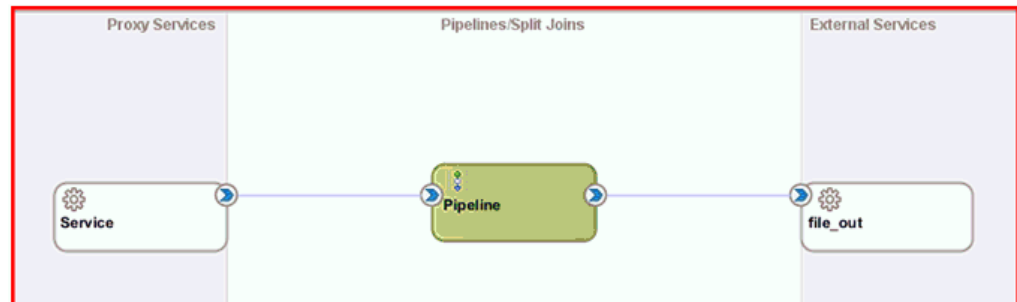 Proxy Services
Pipelines/Split Joins
External Services
Service
Pipeline
file_out